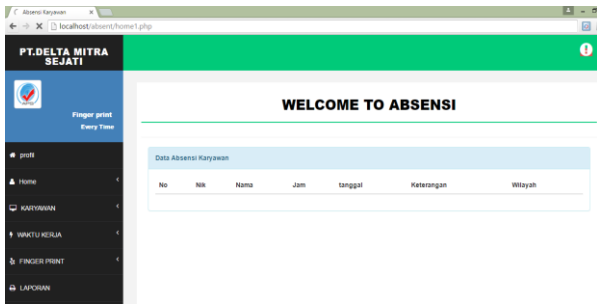 Absensi Karyawan
localhost/absent/home1.php
PT.DELTA MITRA
SEJATI
Finger print
Every Time
WELCOME TO ABSENSI
profil
Home
KARYAWAN
WAKTU KERJA
FINGER PRINT
LAPORAN
Data Absensi Karyawan
No Nik Nama Jam tanggal Keterangan Wilayah